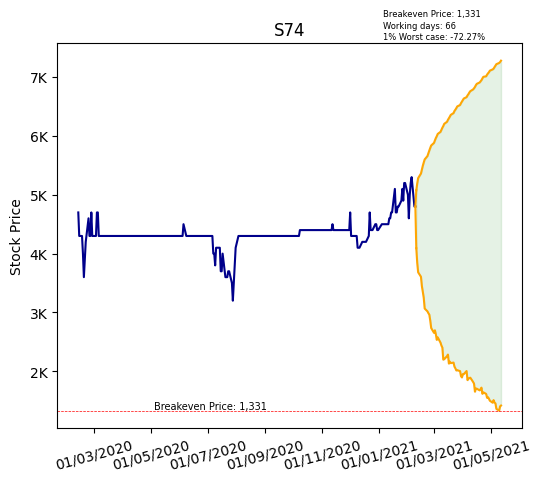 Breakeven Price: 1,331
Working days: 66
1% Worst case: -72.27%
S74
7K
6K
5K
4K
3K
2K
Stock Price
Breakeven Price: 1,331
01/03/2020
01/05/2020
01/07/2020
01/09/2020
01/11/2020
01/01/2021
01/03/2021
01/05/2021